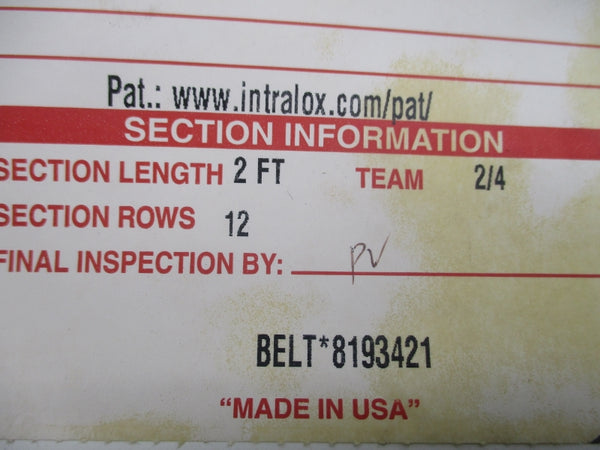 Pat.: www.intralox.com/pat/
SECTION INFORMATION
SECTION LENGTH 2 FT TEAM 2/4
SECTION ROWS 12
FINAL INSPECTION BY: PV
BELT*8193421
“MADE IN USA”